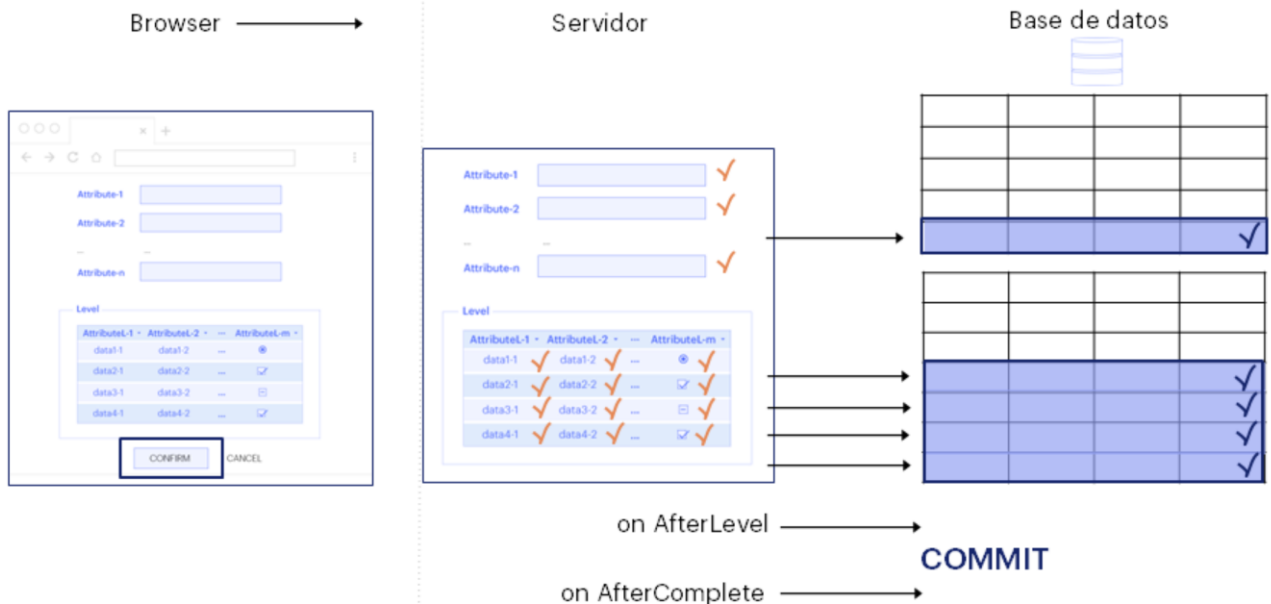 Browser
Servidor
Base de datos
Attribute-1
Attribute-2
...
...
Attribute-n
Level
AttributeL-1 AttributeL-2 ... AttributeL-m
data1-1 data1-2 ...
data2-1 data2-2 ...
data3-1 data3-2 ...
data4-1 data4-2 ...
CONFIRM CANCEL
Attribute-1
Attribute-2
...
...
Attribute-n
Level
AttributeL-1 AttributeL-2 ... AttributeL-m
data1-1 data1-2 ...
data2-1 data2-2 ...
data3-1 data3-2 ...
data4-1 data4-2 ...
on AfterLevel
COMMIT
on AfterComplete